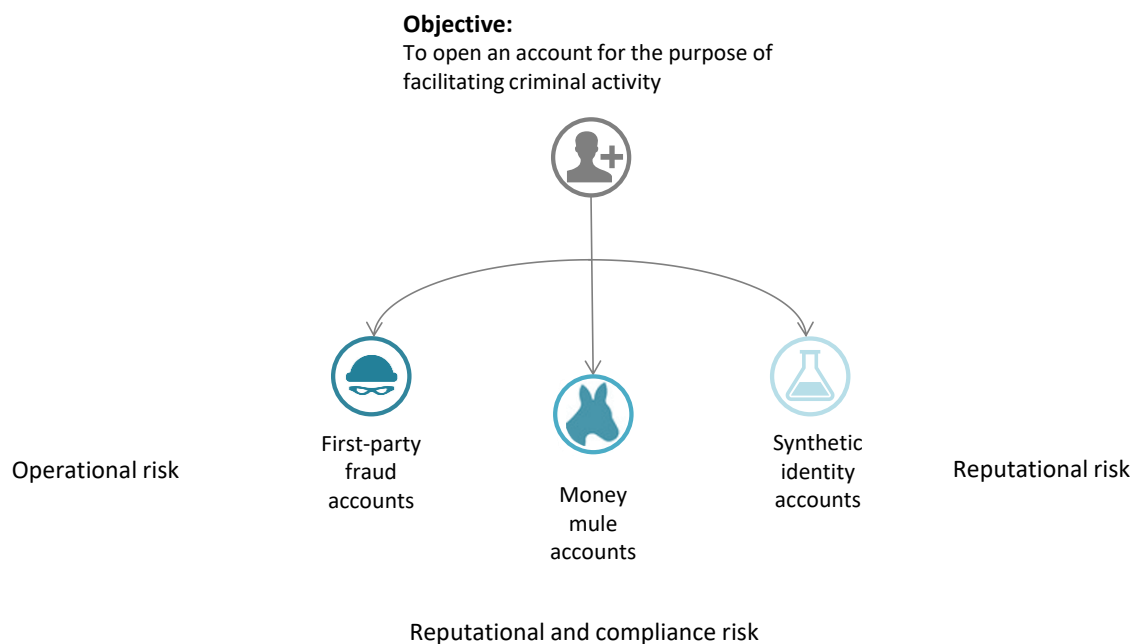 Objective:
To open an account for the purpose of
facilitating criminal activity
First-party
fraud
accounts
Synthetic
identity
accounts
Operational risk
Reputational risk
Money
mule
accounts
Reputational and compliance risk